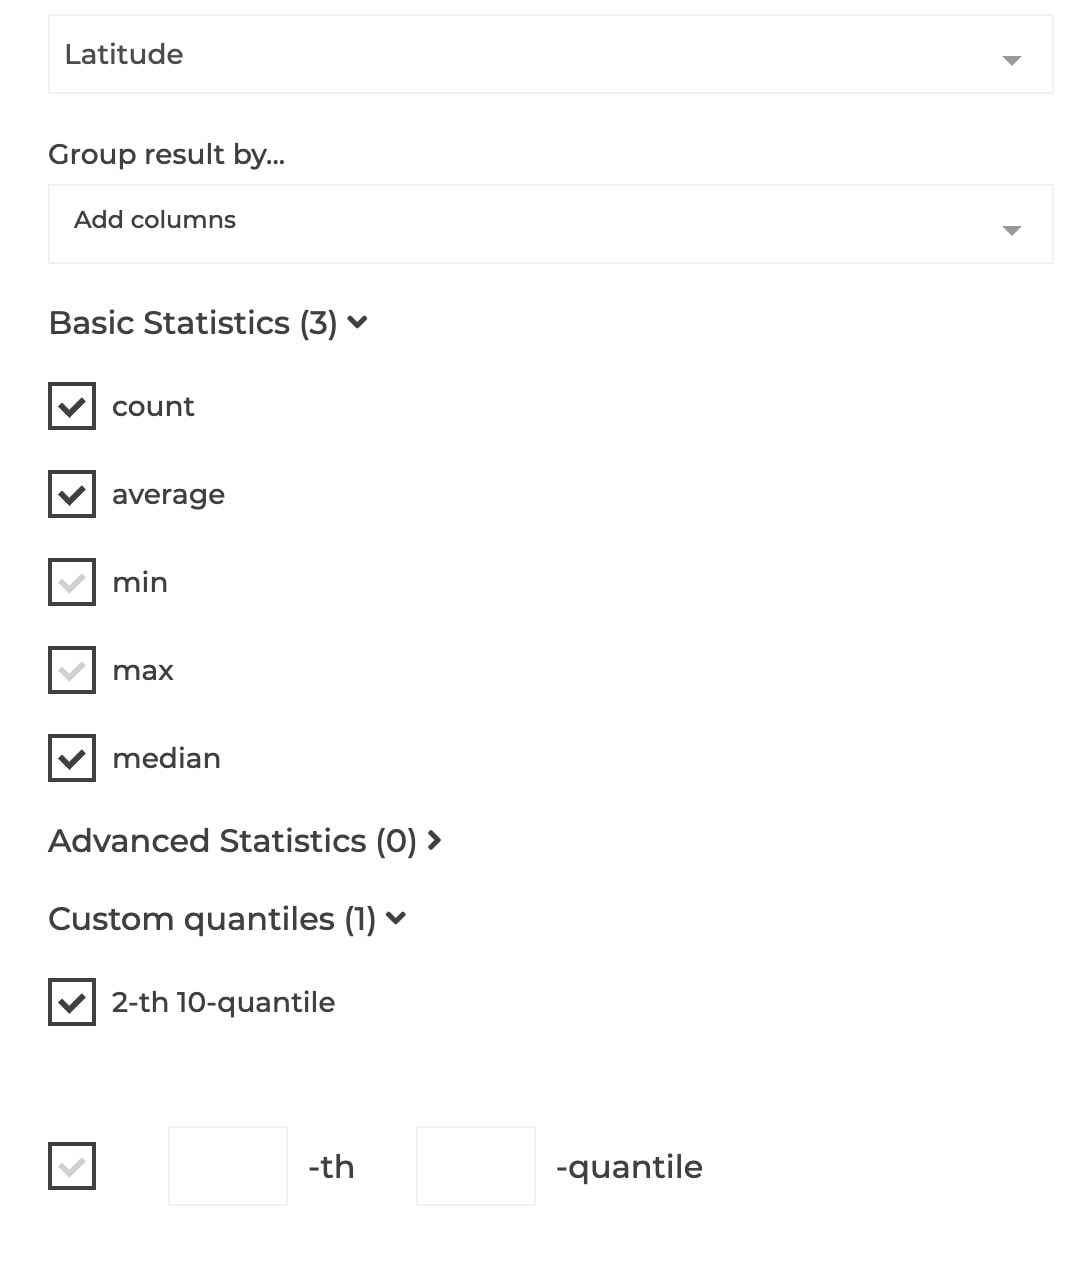 Latitude
Group result by...
Add columns
Basic Statistics (3)
count
average
min
max
median
Advanced Statistics (0)
Custom quantiles (1)
2-th 10-quantile
-th -quantile